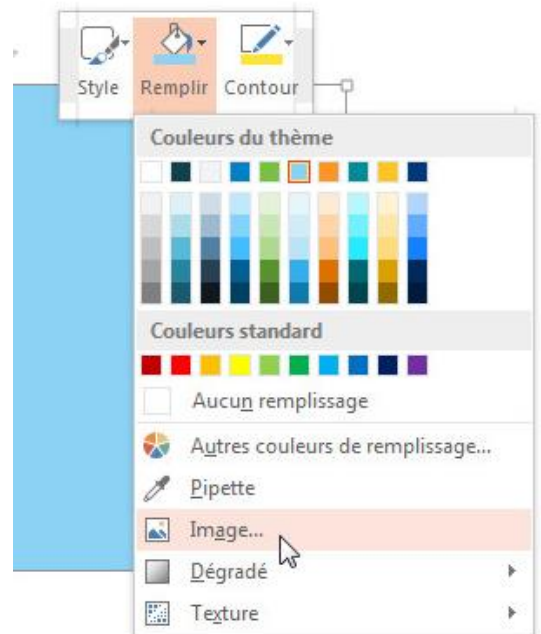 Style Remplir Contour
Couleurs du thème
Couleurs standard
Aucun remplissage
Autres couleurs de remplissage...
Pipette
Image...
Dégradé
Texture